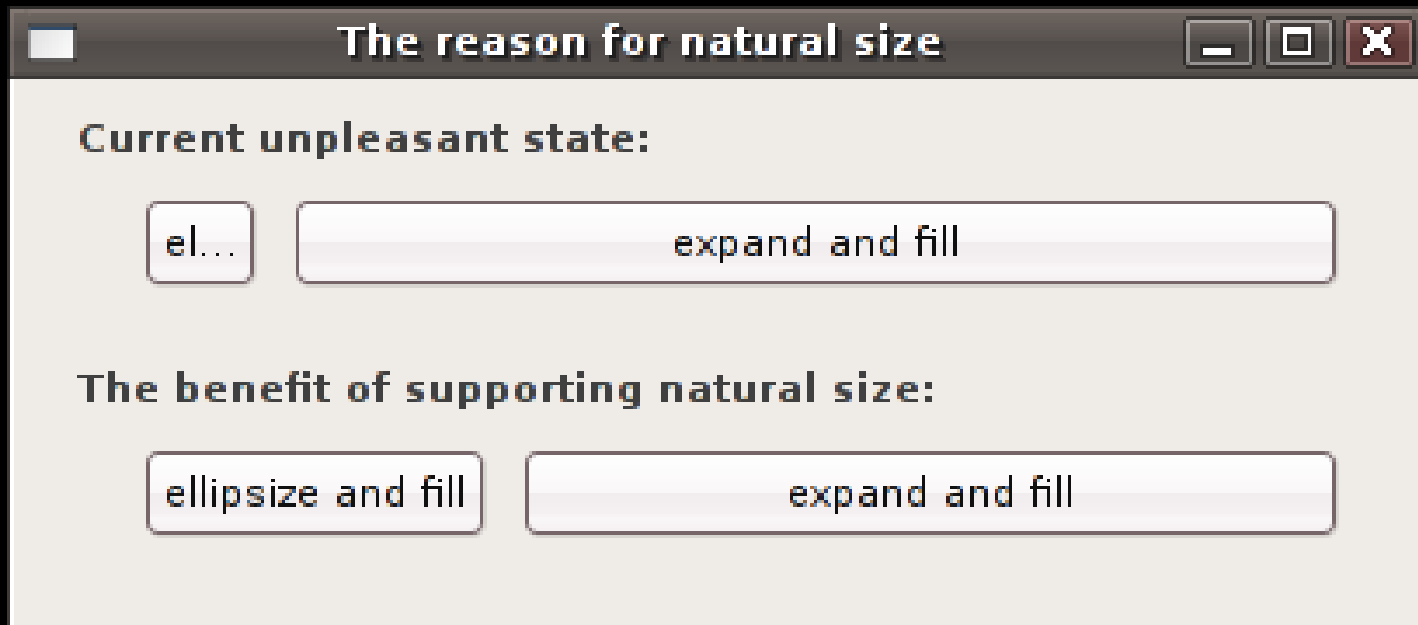 The reason for natural size
Current unpleasant state:
el... expand and fill
The benefit of supporting natural size:
ellipsize and fill expand and fill